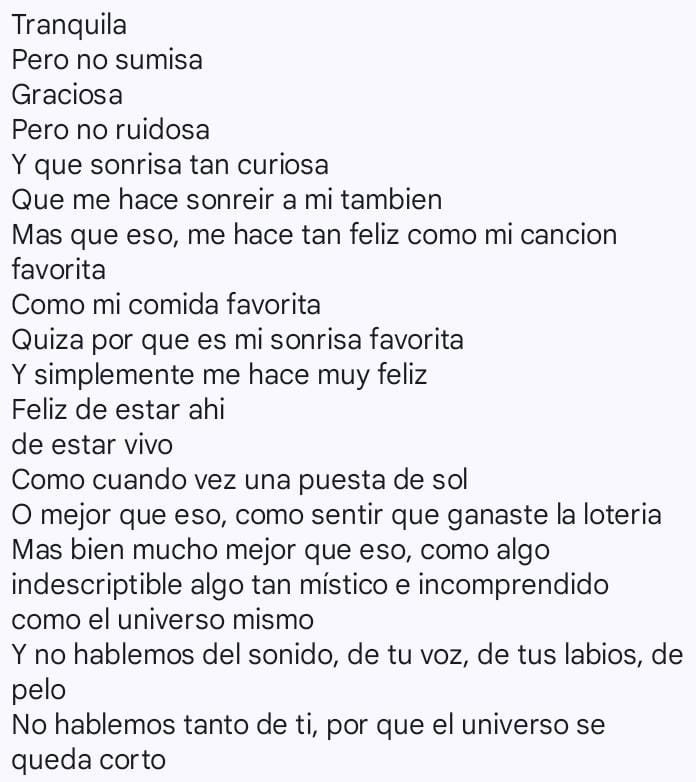 Tranquila
Pero no sumisa
Graciosa
Pero no ruidosa
Y que sonrisa tan curiosa
Que me hace sonreir a mi tambien
Mas que eso, me hace tan feliz como mi cancion
favorita
Como mi comida favorita
Quiza por que es mi sonrisa favorita
Y simplemente me hace muy feliz
Feliz de estar ahi
de estar vivo
Como cuando vez una puesta de sol
O mejor que eso, como sentir que ganaste la loteria
Mas bien mucho mejor que eso, como algo
indescriptible algo tan místico e incomprendido
como el universo mismo
Y no hablemos del sonido, de tu voz, de tus labios, de
pelo
No hablemos tanto de ti, por que el universo se
queda corto